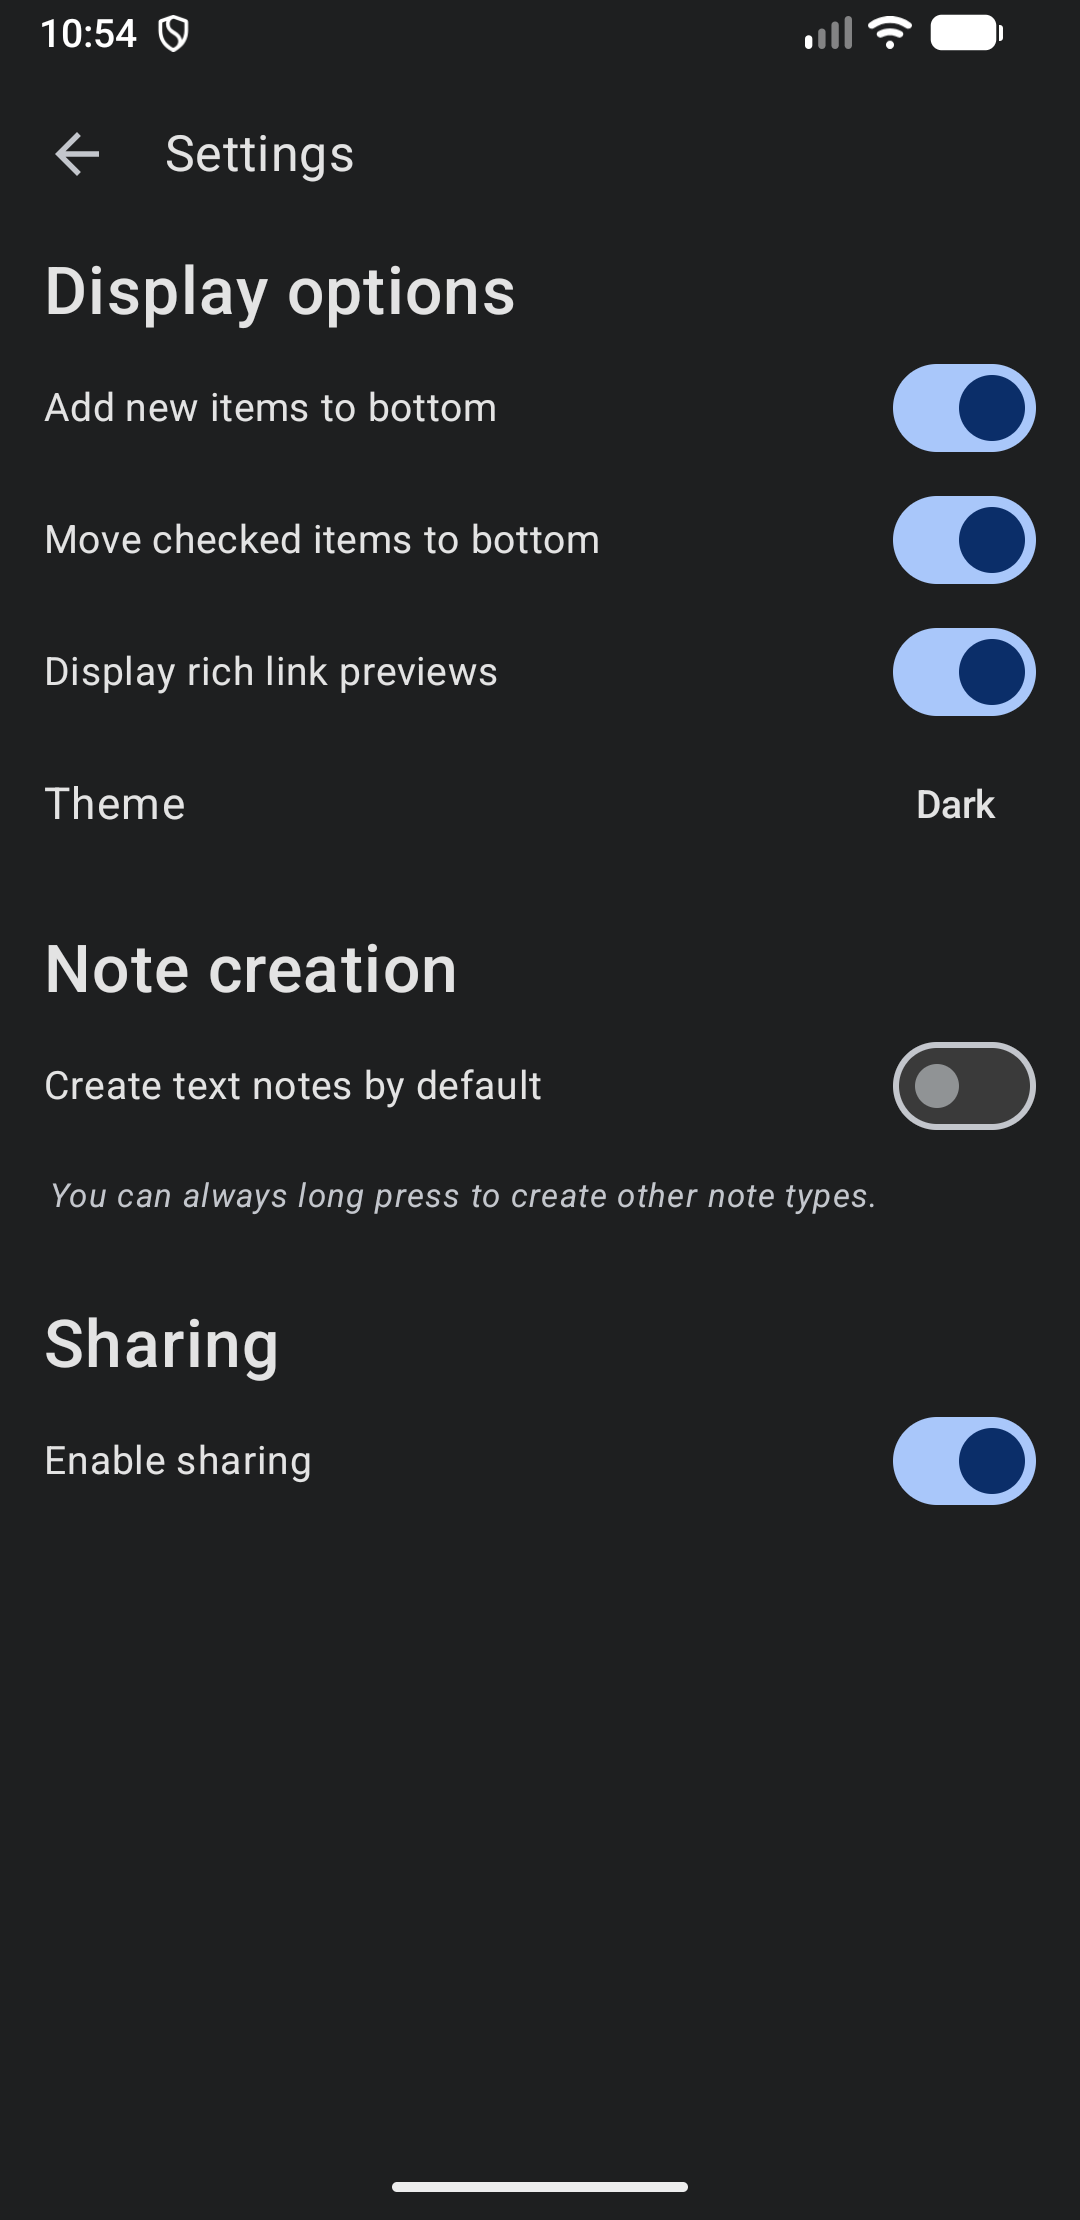 10:54
Settings
Display options
Add new items to bottom
Move checked items to bottom
Display rich link previews
Theme
Dark
Note creation
Create text notes by default
You can always long press to create other note types.
Sharing
Enable sharing